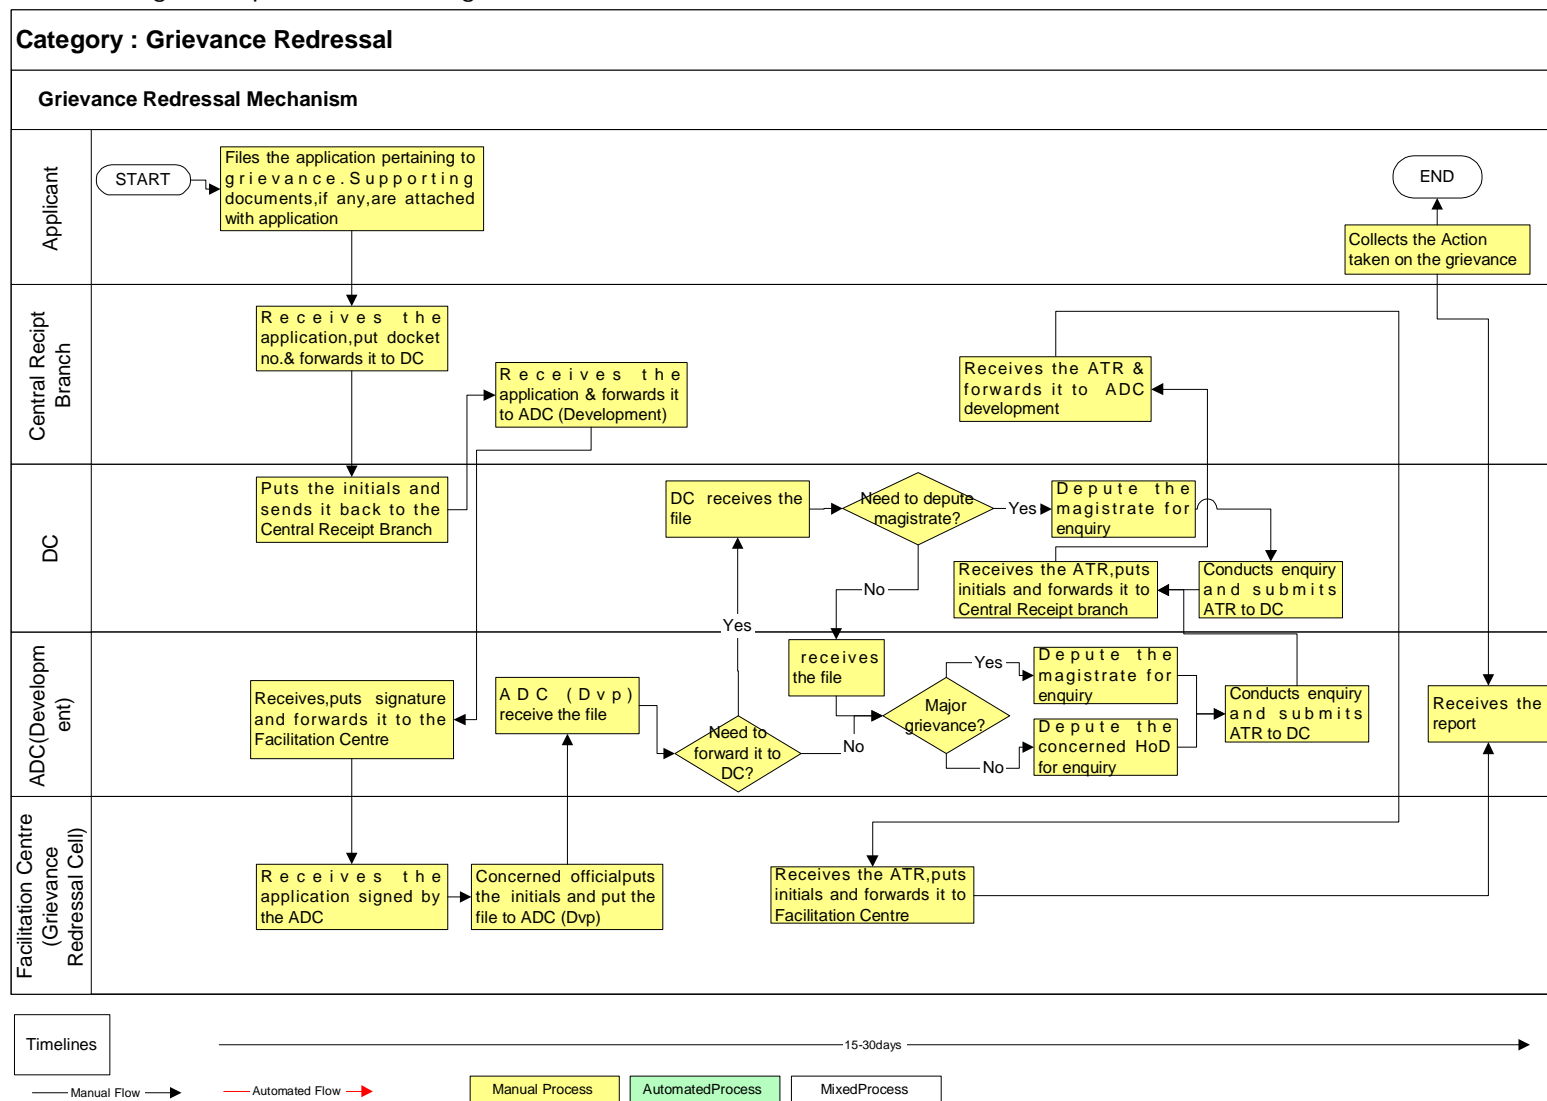 Category : Grievance Redressal
Grievance Redressal Mechanism
Applicant
START
Files the application pertaining to
grievance.Supporting
documents,if any,are attached
with application
END
Collects the Action
taken on the grievance
Central Recipt
Branch
Receives the
application,put docket
no.& forwards it to DC
Receives the
application & forwards it
to ADC (Development)
Receives the ATR &
forwards it to ADC
development
DC
Puts the initials and
sends it back to the
Central Receipt Branch
DC receives the
file
Need to depute
magistrate?
Yes
Depute the
magistrate for
enquiry
No
Receives the ATR,puts
initials and forwards it to
Central Receipt branch
Conducts enquiry
and submits
ATR to DC
Yes
ADC(Developm
ent)
Receives,puts signature
and forwards it to the
Facilitation Centre
ADC (Dvp)
receive the file
Need to
forward it to
DC?
No
receives
the file
Major
grievance?
Yes
Depute the
magistrate for
enquiry
No
Depute the
concerned HoD
for enquiry
Conducts enquiry
and submits
ATR to DC
Receives the
report
Facilitation Centre
(Grievance
Redressal Cell)
Receives the
application signed by
the ADC
Concerned officialputs
the initials and put the
file to ADC (Dvp)
Receives the ATR,puts
initials and forwards it to
Facilitation Centre
Timelines
15-30days
Manual Flow
Automated Flow
Manual Process
AutomatedProcess
MixedProcess